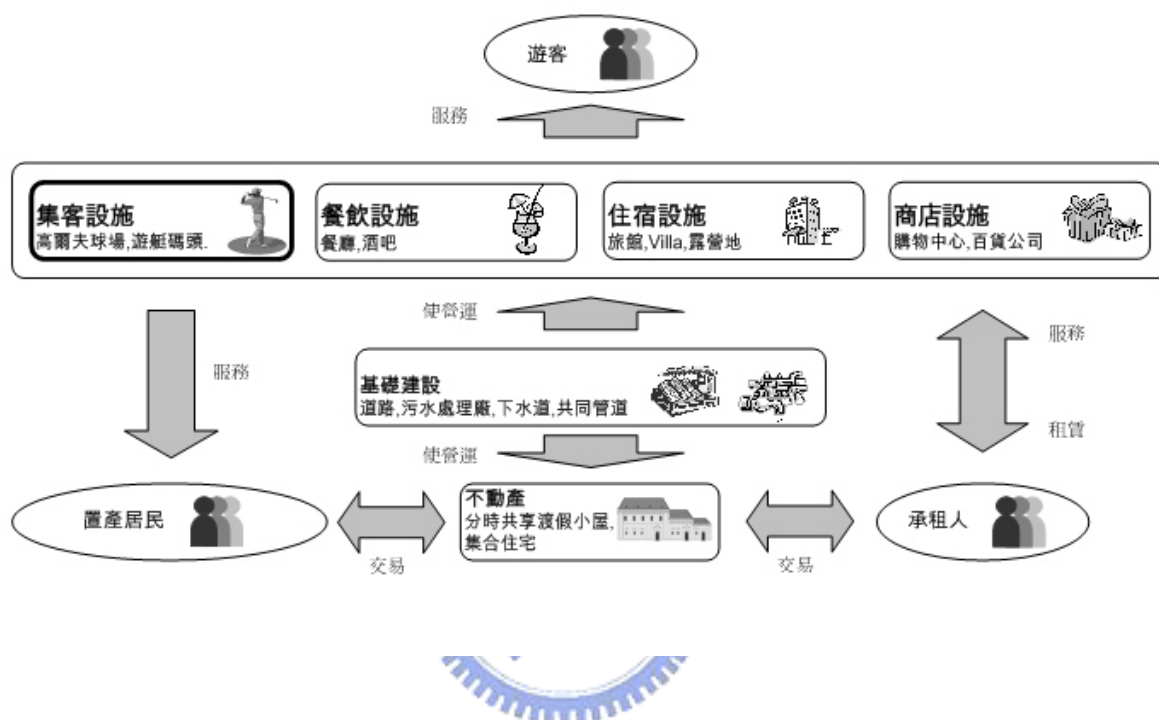 遊客
服務
集客設施
高爾夫球場,遊艇碼頭.
餐飲設施
餐廳,酒吧
住宿設施
旅館,Villa,露營地
商店設施
購物中心,百貨公司
使營運
服務
服務
基礎建設
道路,污水處理廠,下水道,共同管道
租賃
使營運
置產居民
不動產
分時共享渡假小屋,
集合住宅
承租人
交易
交易